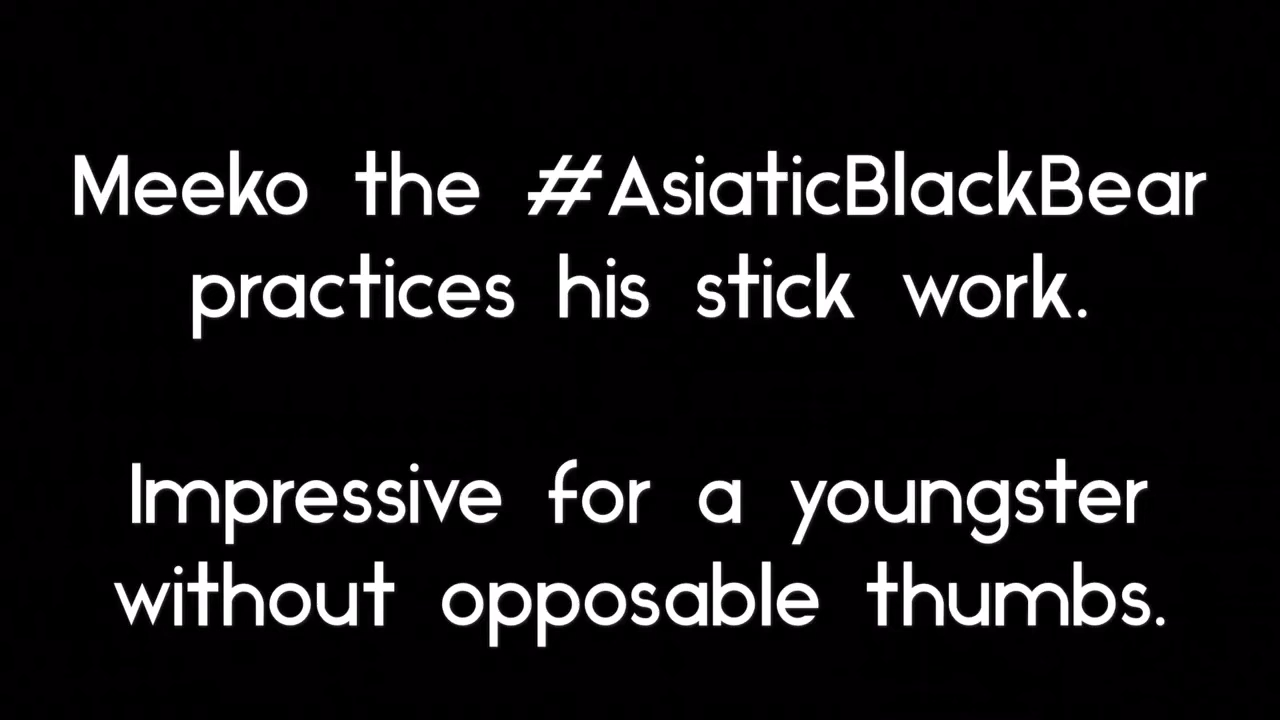 Meeko the #AsiaticBlackBear
practices his stick work.
Impressive for a youngster
without opposable thumbs.